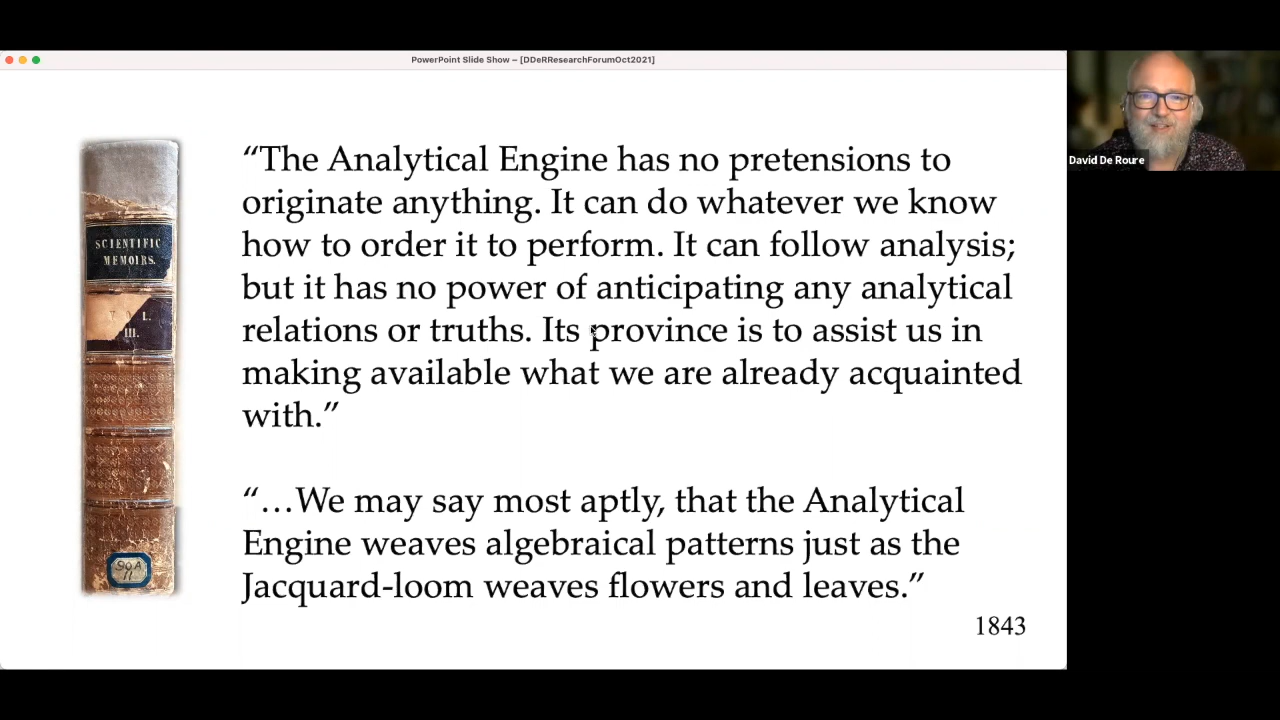 PowerPoint Slide Show – [DDeRResearchForumOct2021]
David De Roure
SCIENTIFIC
MEMOIRS.
V O L.
III.
90 A
11
“The Analytical Engine has no pretensions to
originate anything. It can do whatever we know
how to order it to perform. It can follow analysis;
but it has no power of anticipating any analytical
relations or truths. Its province is to assist us in
making available what we are already acquainted
with.”
“…We may say most aptly, that the Analytical
Engine weaves algebraical patterns just as the
Jacquard-loom weaves flowers and leaves.”
1843